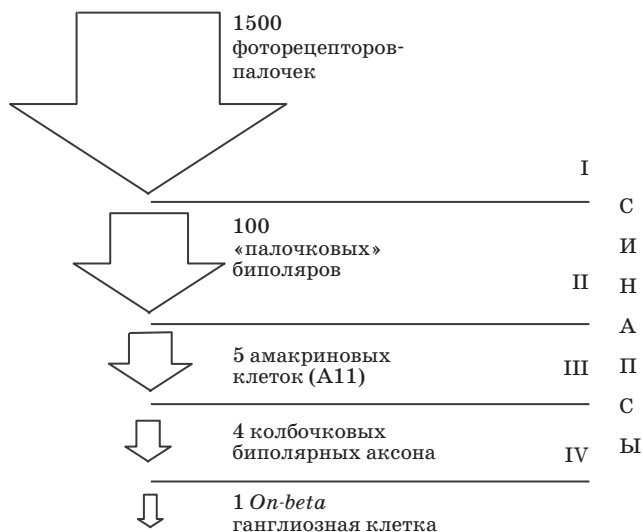 1500
фоторецепторов-
палочек
I
100
«палочковых»
биполяров
II
5 амакриновых
клеток (A11)
III
4 колбочковых
биполярных аксона
IV
1 On-beta
ганглиозная клетка
С
И
Н
А
П
С
Ы